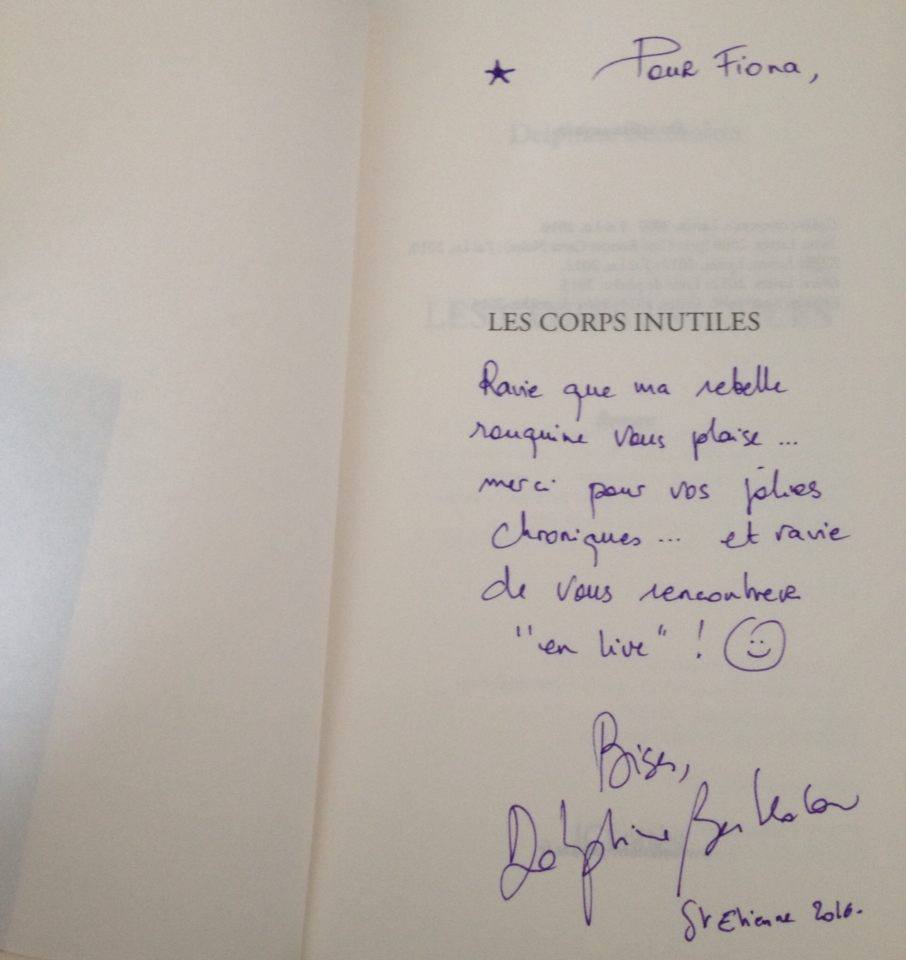 Pour Fiona,
LES CORPS INUTILES
Ravie que ma rebelle
rouquine vous plaise ...
merci pour vos jolies
chroniques ... et ravie
de vous rencontrer
"en live" !
Bises,
Delphine Bertholon
St Etienne 2016.